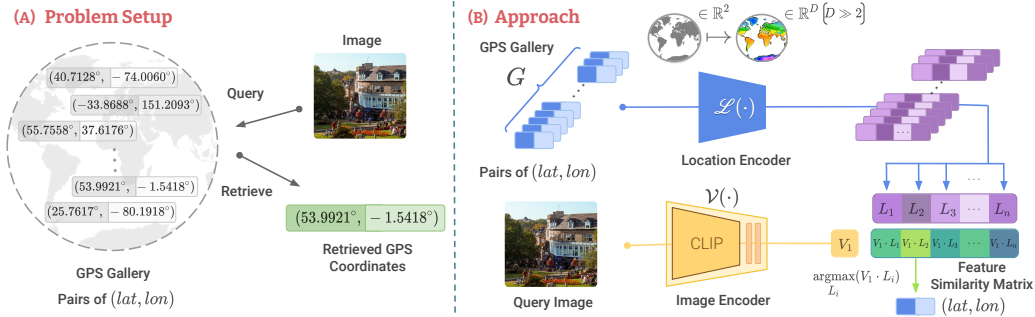 (A) Problem Setup
Image
(40.7128°, − 74.0060°)
(−33.8688°, 151.2093°)
(55.7558°, 37.6176°)
(53.9921°, − 1.5418°)
(25.7617°, − 80.1918°)
Query
Retrieve
(53.9921°, − 1.5418°)
Retrieved GPS
Coordinates
GPS Gallery
Pairs of (lat, lon)
(B) Approach
GPS Gallery
G
∈ ℝ² ↦ ∈ ℝᴰ (D ≫ 2)
ℒ(·)
Location Encoder
Pairs of (lat, lon)
...
...
L₁ L₂ L₃ ... Lₙ
𝒱(·)
CLIP
V₁
V₁ · L₁ V₁ · L₂ V₁ · L₃ ... V₁ · Lₙ
argmax(V₁ · Lᵢ)
Lᵢ
Feature
Similarity Matrix
Query Image
Image Encoder
(lat, lon)